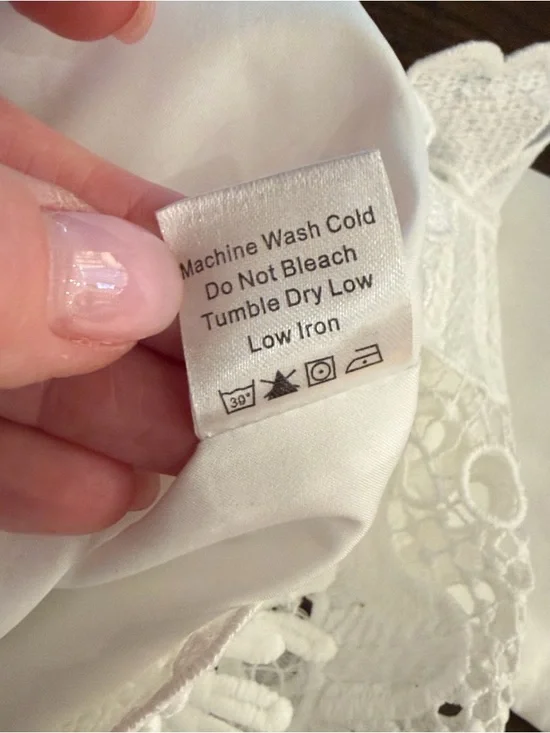 Machine Wash Cold
Do Not Bleach
Tumble Dry Low
Low Iron
30°